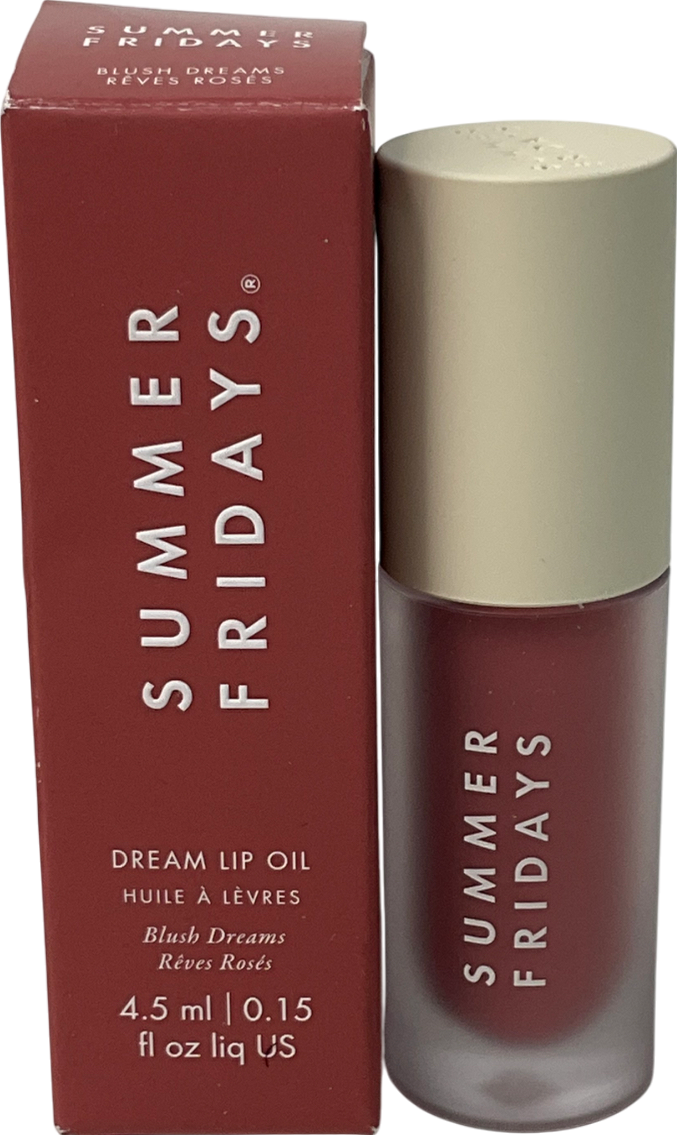 SUMMER
FRIDAYS
BLUSH DREAMS
RÊVES ROSÉS
SUMMER
FRIDAYS®
DREAM LIP OIL
HUILE À LÈVRES
Blush Dreams
Rêves Rosés
4.5 ml | 0.15
fl oz liq US
SUMMER
FRIDAYS